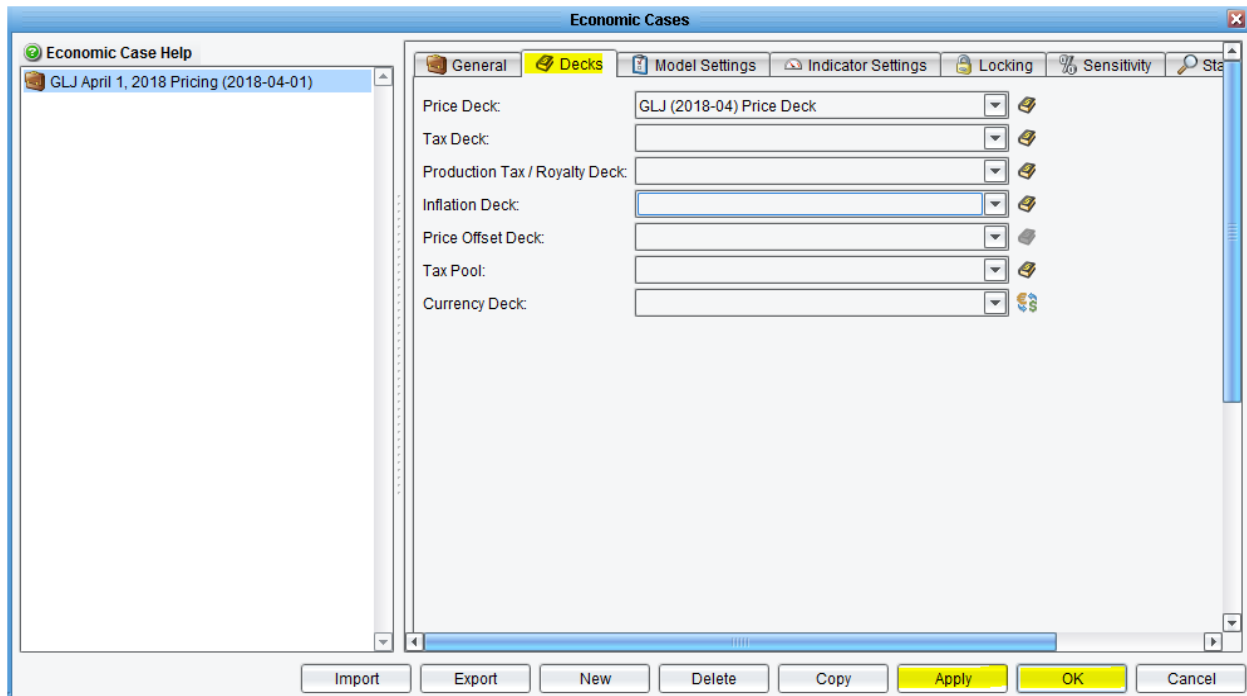 Economic Cases
Economic Case Help
GLJ April 1, 2018 Pricing (2018-04-01)
General Decks Model Settings Indicator Settings Locking Sensitivity Sta
Price Deck: GLJ (2018-04) Price Deck
Tax Deck:
Production Tax / Royalty Deck:
Inflation Deck:
Price Offset Deck:
Tax Pool:
Currency Deck:
Import Export New Delete Copy Apply OK Cancel